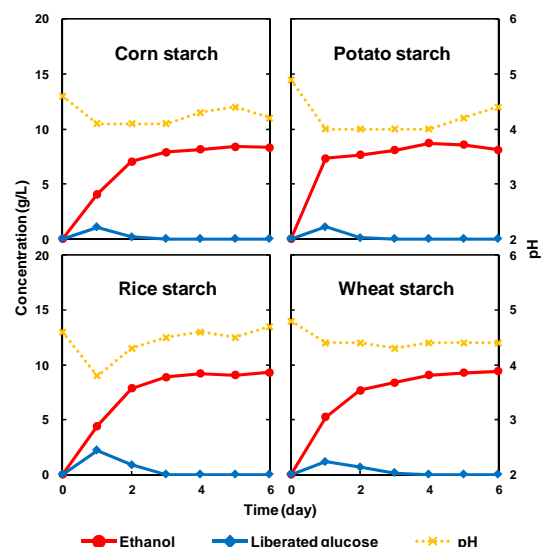 20
15
10
5
0
Corn starch
Potato starch
6
5
4
3
2
Concentration (g/L)
pH
20
15
10
5
0
Rice starch
Wheat starch
6
5
4
3
2
0 2 4 6 0 2 4 6
Time (day)
Ethanol Liberated glucose pH